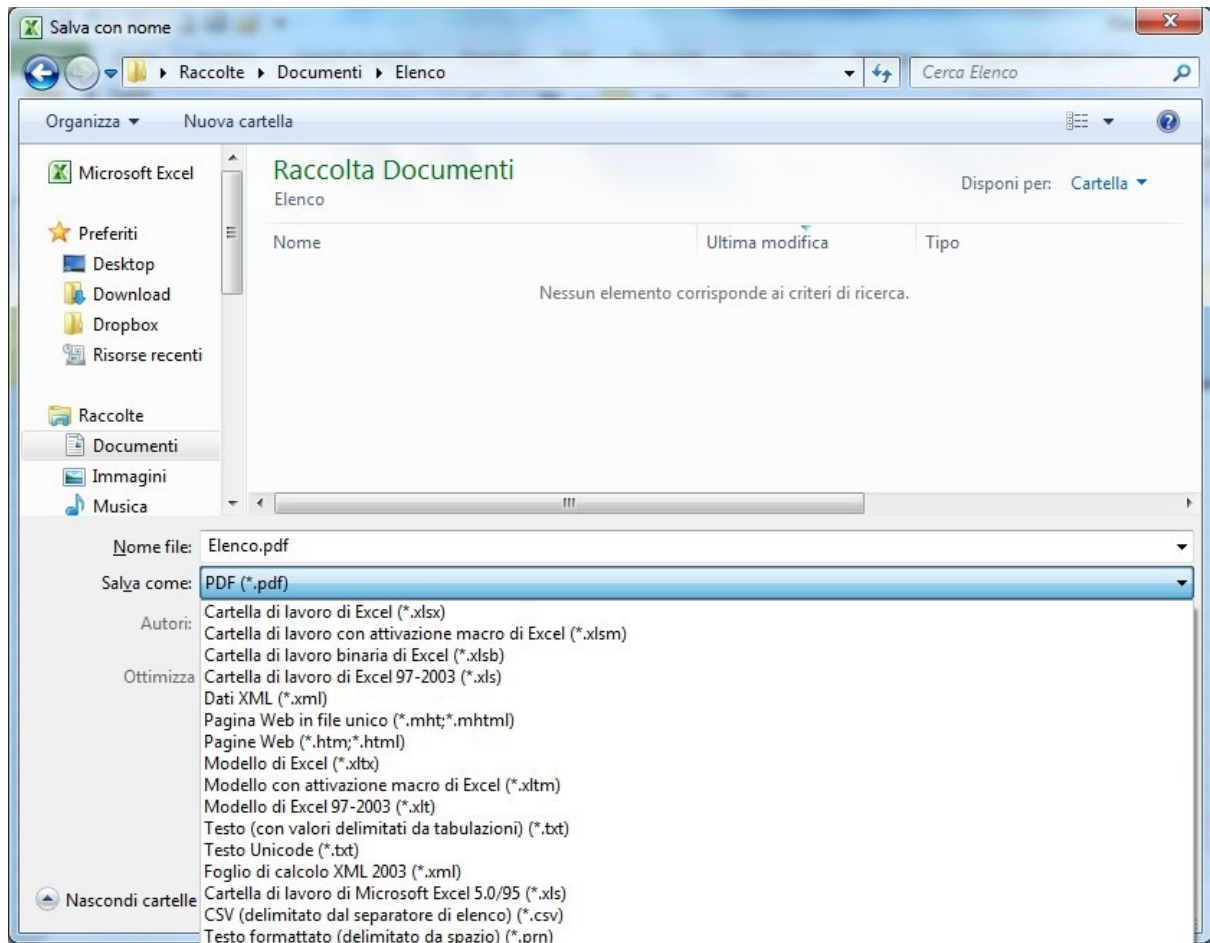 Salva con nome
Raccolte Documenti Elenco
Cerca Elenco
Organizza Nuova cartella
Microsoft Excel
Preferiti
Desktop
Download
Dropbox
Risorse recenti
Raccolte
Documenti
Immagini
Musica
Raccolta Documenti
Elenco
Disponi per: Cartella
Nome Ultima modifica Tipo
Nessun elemento corrisponde ai criteri di ricerca.
Nome file: Elenco.pdf
Salva come: PDF (*.pdf)
Autori:
Ottimizza
Cartella di lavoro di Excel (*.xlsx)
Cartella di lavoro con attivazione macro di Excel (*.xlsm)
Cartella di lavoro binaria di Excel (*.xlsb)
Cartella di lavoro di Excel 97-2003 (*.xls)
Dati XML (*.xml)
Pagina Web in file unico (*.mht;*.mhtml)
Pagine Web (*.htm;*.html)
Modello di Excel (*.xltx)
Modello con attivazione macro di Excel (*.xltm)
Modello di Excel 97-2003 (*.xlt)
Testo (con valori delimitati da tabulazioni) (*.txt)
Testo Unicode (*.txt)
Foglio di calcolo XML 2003 (*.xml)
Cartella di lavoro di Microsoft Excel 5.0/95 (*.xls)
CSV (delimitato dal separatore di elenco) (*.csv)
Testo formattato (delimitato da spazio) (*.prn)
Nascondi cartelle